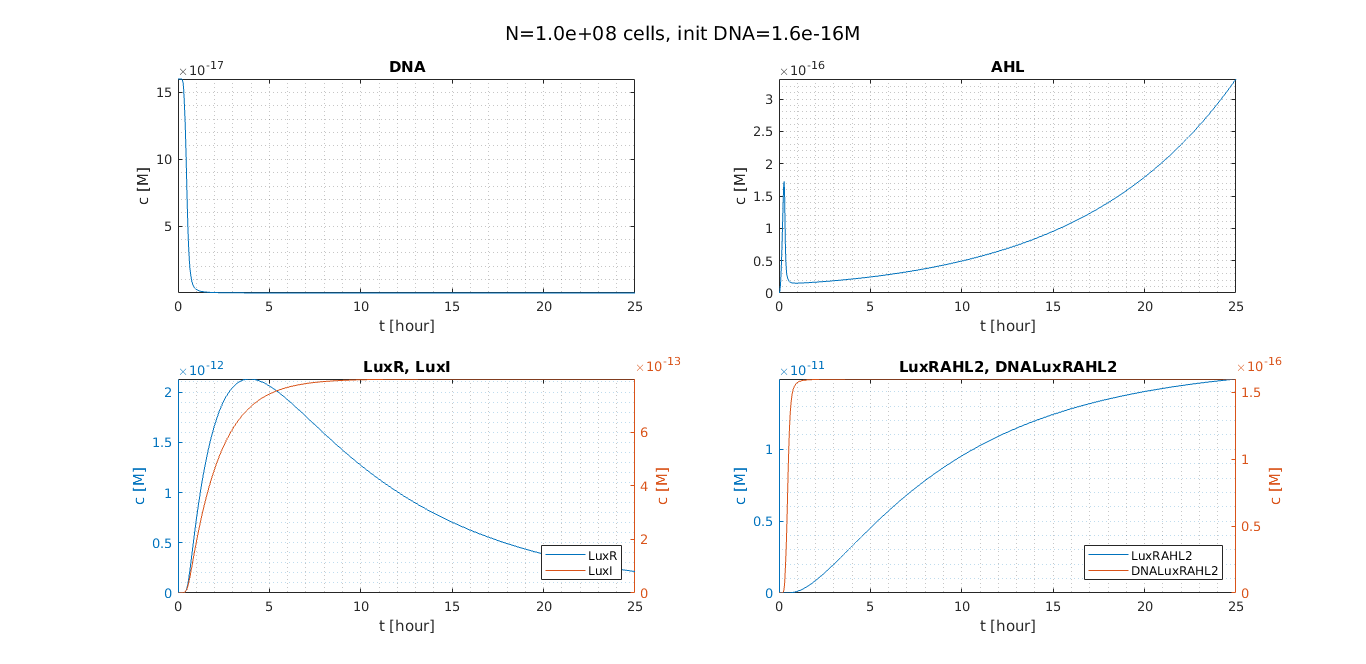 N=1.0e+08 cells, init DNA=1.6e-16M
DNA
×10-17
15
10
5
c [M]
0
5
10
15
20
25
t [hour]
AHL
×10-16
3
2.5
2
1.5
1
0.5
0
c [M]
0
5
10
15
20
25
t [hour]
LuxR, LuxI
×10-12
×10-13
2
1.5
1
0.5
0
c [M]
6
4
2
0
c [M]
LuxR
LuxI
0
5
10
15
20
25
t [hour]
LuxRAHL2, DNALuxRAHL2
×10-11
×10-16
1
0.5
0
c [M]
1.5
1
0.5
0
c [M]
LuxRAHL2
DNALuxRAHL2
0
5
10
15
20
25
t [hour]